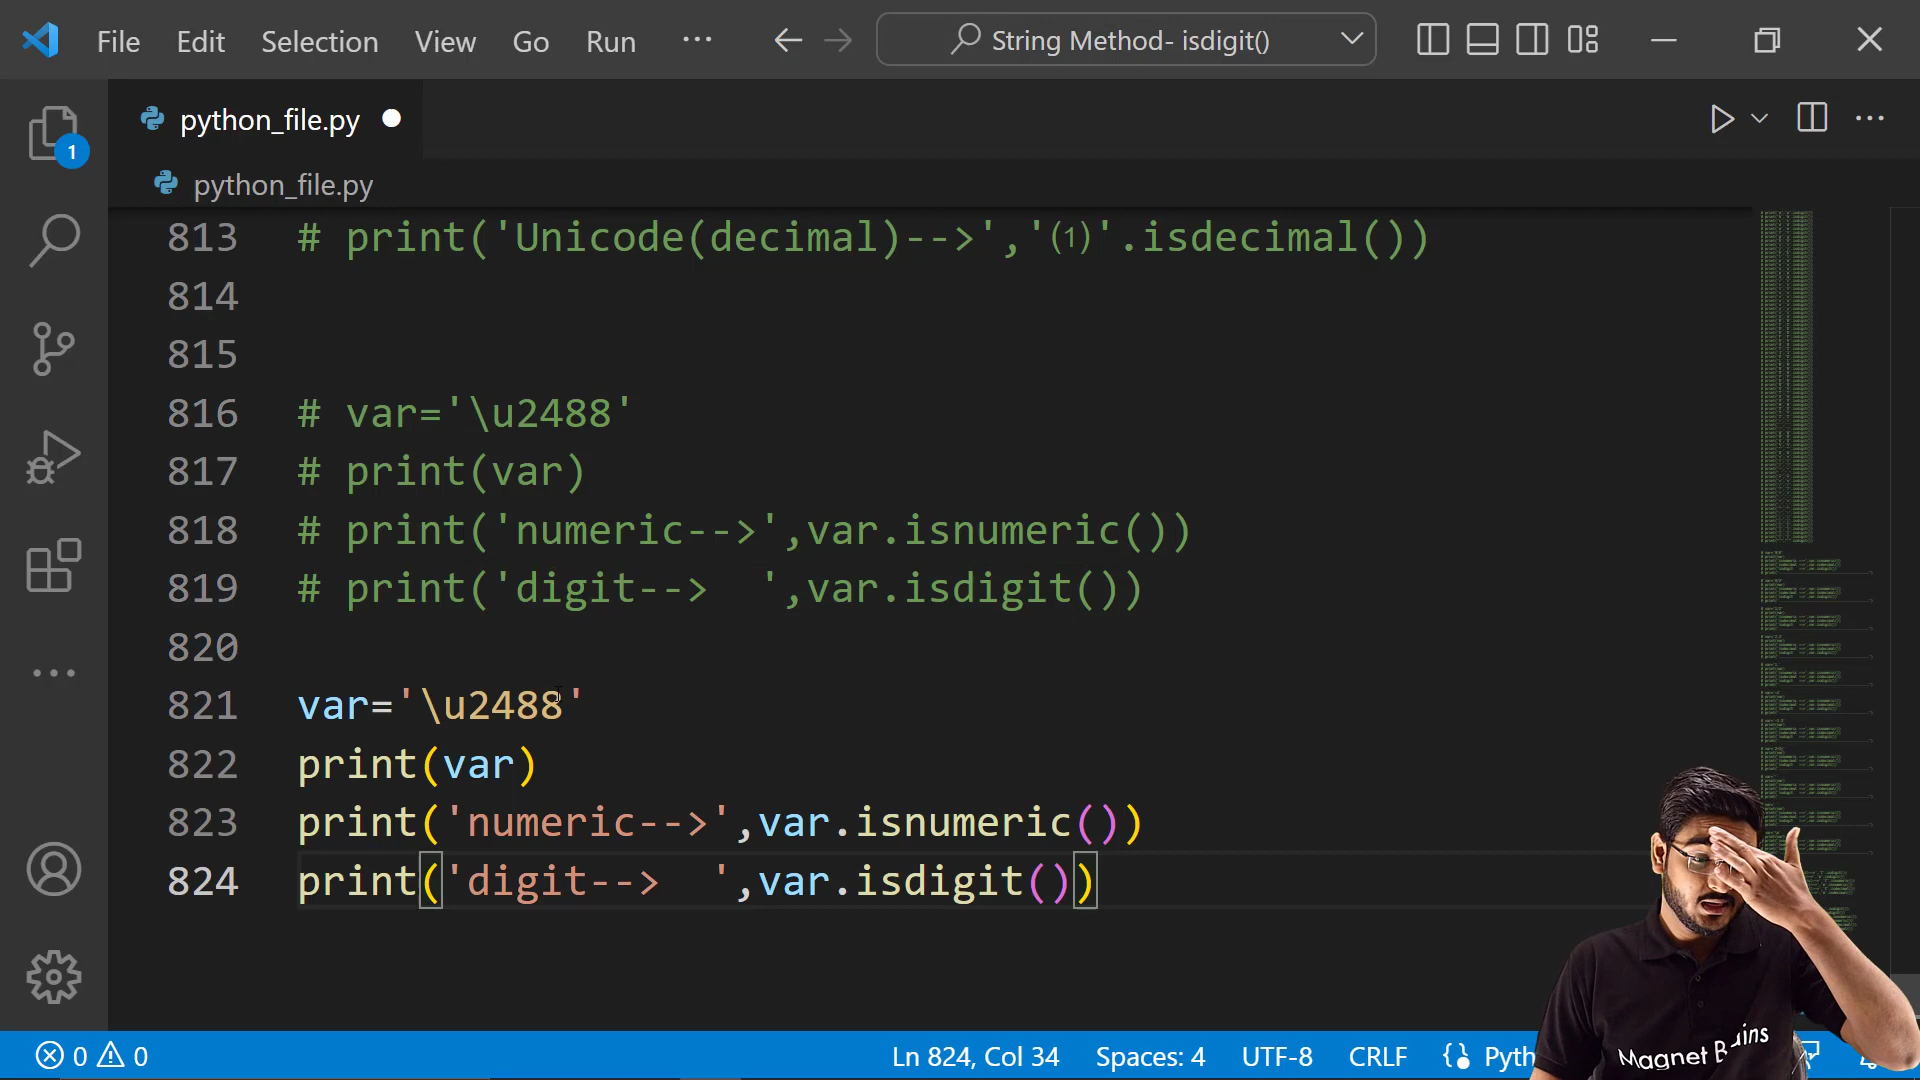 File Edit Selection View Go Run ... String Method- isdigit()
python_file.py
1
python_file.py
813 # print('Unicode(decimal)-->','⑴'.isdecimal())
814
815
816 # var='\u2488'
817 # print(var)
818 # print('numeric-->',var.isnumeric())
819 # print('digit-->  ',var.isdigit())
820
821 var='\u2488'
822 print(var)
823 print('numeric-->',var.isnumeric())
824 print('digit-->  ',var.isdigit())
Magnet Brains
0 0 Ln 824, Col 34 Spaces: 4 UTF-8 CRLF Pyth